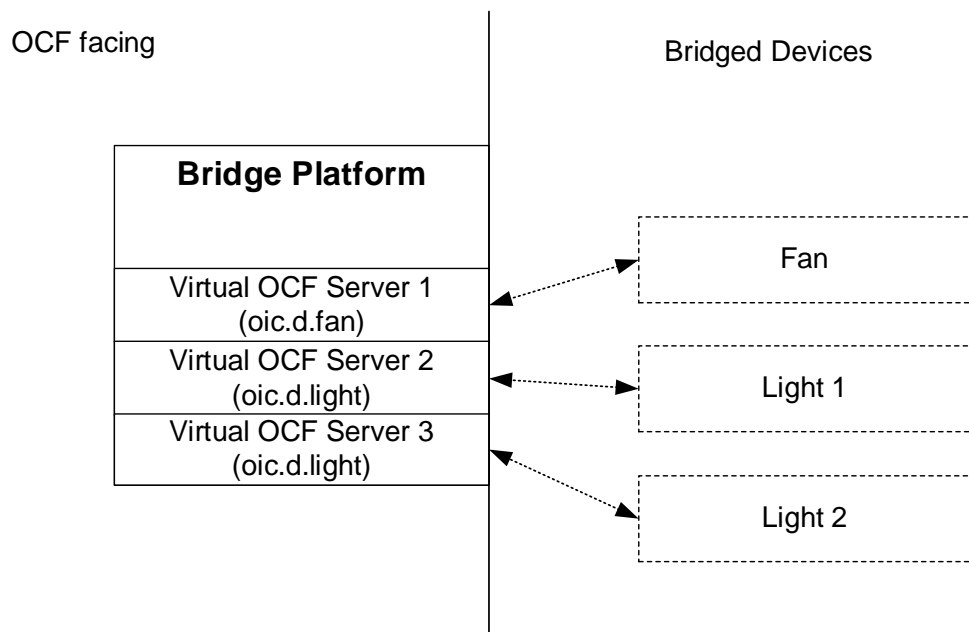 OCF facing
Bridged Devices
Bridge Platform
Virtual OCF Server 1
(oic.d.fan)
Virtual OCF Server 2
(oic.d.light)
Virtual OCF Server 3
(oic.d.light)
Fan
Light 1
Light 2